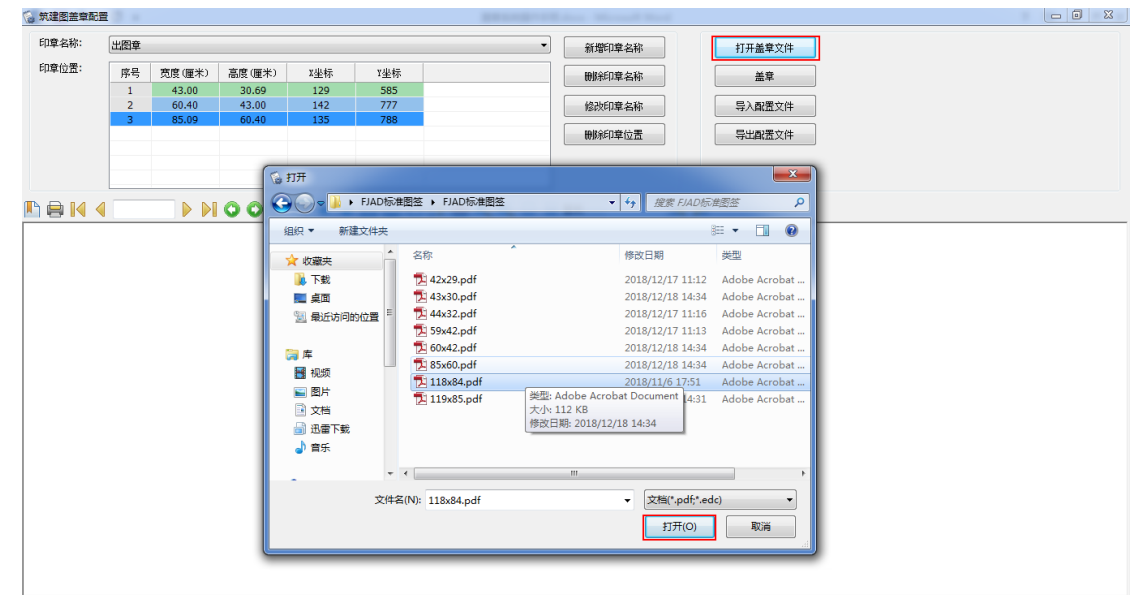 筑建图盖章配置
印章名称: 出图章 新增印章名称 打开盖章文件
印章位置: 删除印章名称 盖章
序号 宽度(厘米) 高度(厘米) X坐标 Y坐标
1 43.00 30.69 129 585
2 60.40 43.00 142 777 修改印章名称 导入配置文件
3 85.09 60.40 135 788
删除印章位置 导出配置文件
打开
FJAD标准图签 FJAD标准图签 搜索 FJAD标准图签
组织 新建文件夹
名称 修改日期 类型
收藏夹
下载
桌面
最近访问的位置
库
视频
图片
文档
迅雷下载
音乐
42x29.pdf 2018/12/17 11:12 Adobe Acrobat ...
43x30.pdf 2018/12/18 14:34 Adobe Acrobat ...
44x32.pdf 2018/12/17 11:16 Adobe Acrobat ...
59x42.pdf 2018/12/17 11:13 Adobe Acrobat ...
60x42.pdf 2018/12/18 14:34 Adobe Acrobat ...
85x60.pdf 2018/12/18 14:34 Adobe Acrobat ...
118x84.pdf 2018/11/6 17:51 Adobe Acrobat ...
119x85.pdf 14:31 Adobe Acrobat ...
类型: Adobe Acrobat Document
大小: 112 KB
修改日期: 2018/12/18 14:34
文件名(N): 118x84.pdf 文档(*.pdf;*.edc)
打开(O) 取消